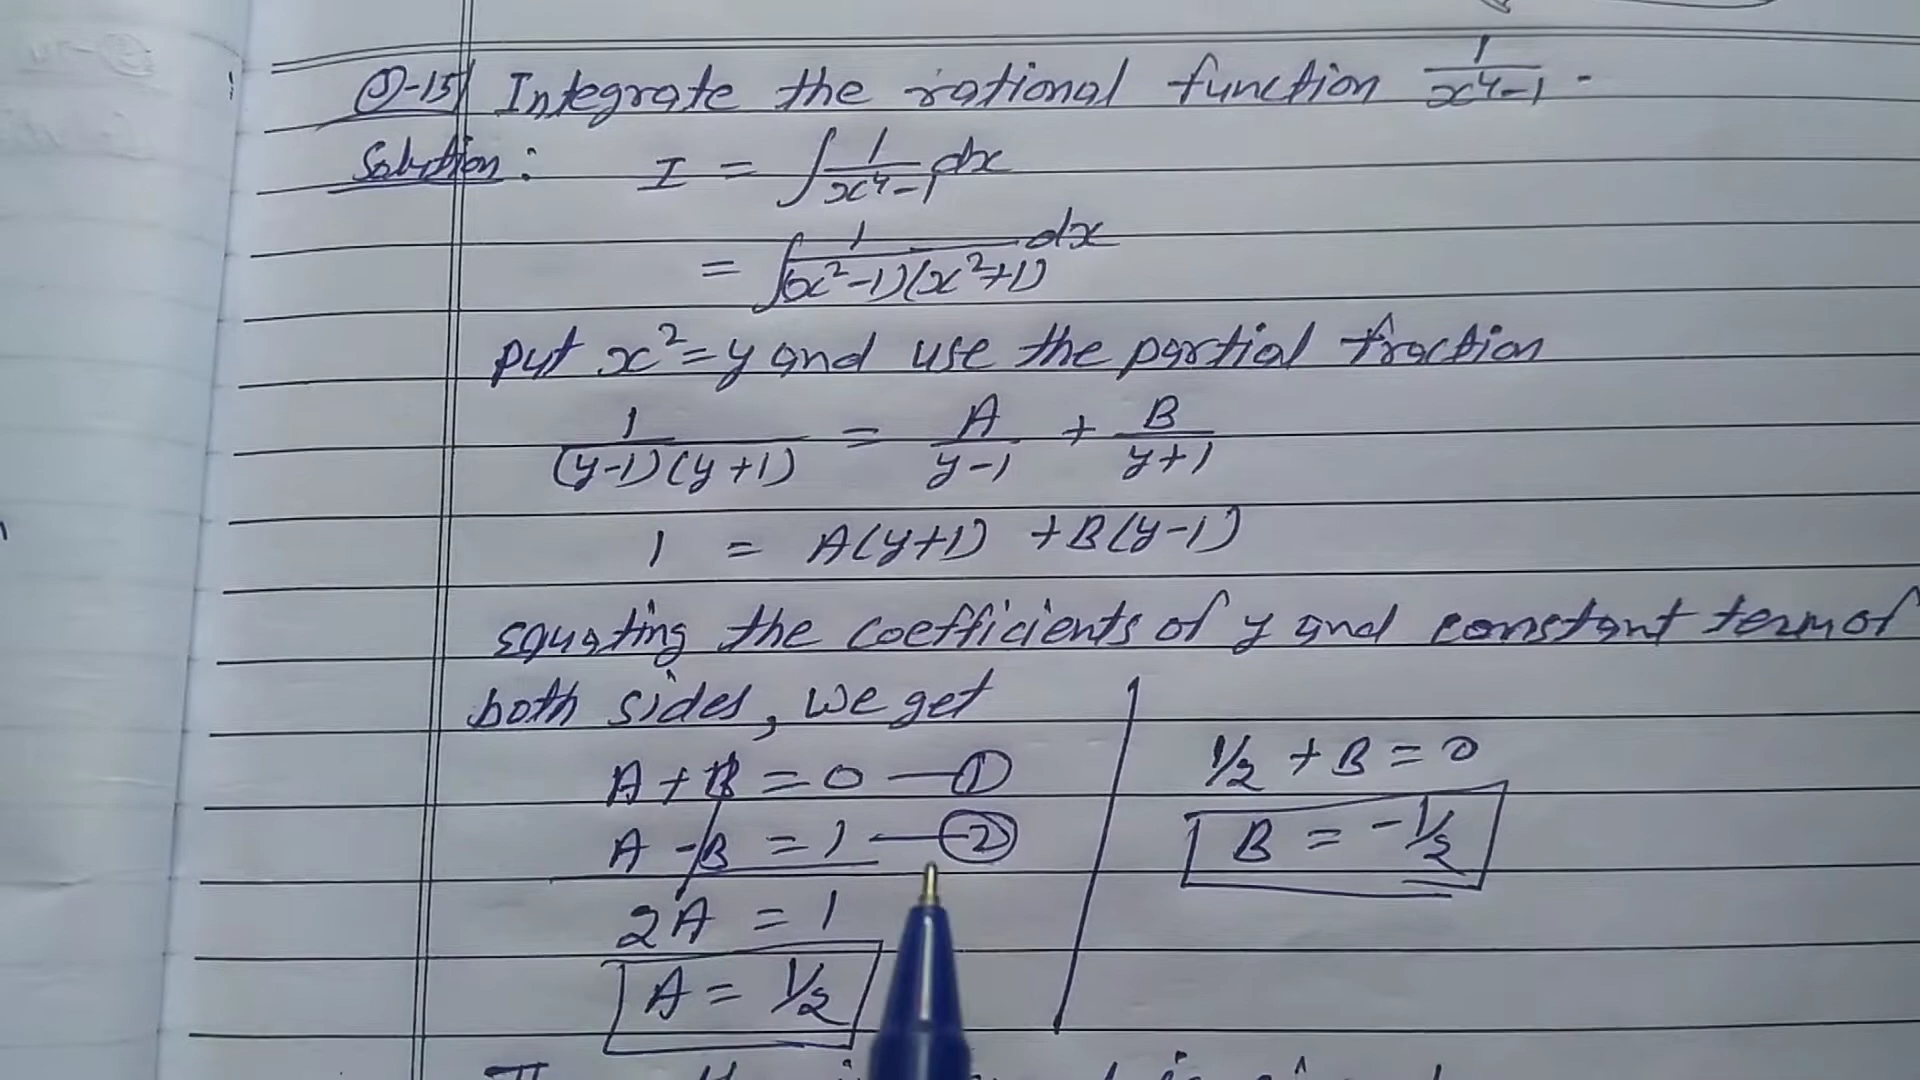 Q-15 Integrate the rational function 1/(x⁴-1) .
Solution : I = ∫ 1/(x⁴-1) dx
= ∫ 1/((x²-1)(x²+1)) dx
put x² = y and use the partial fraction
1/((y-1)(y+1)) = A/(y-1) + B/(y+1)
1 = A(y+1) + B(y-1)
equating the coefficients of y and constant term of
both sides, we get
A + B = 0 — ①
A - B = 1 — ②
2A = 1
A = 1/2
1/2 + B = 0
B = -1/2